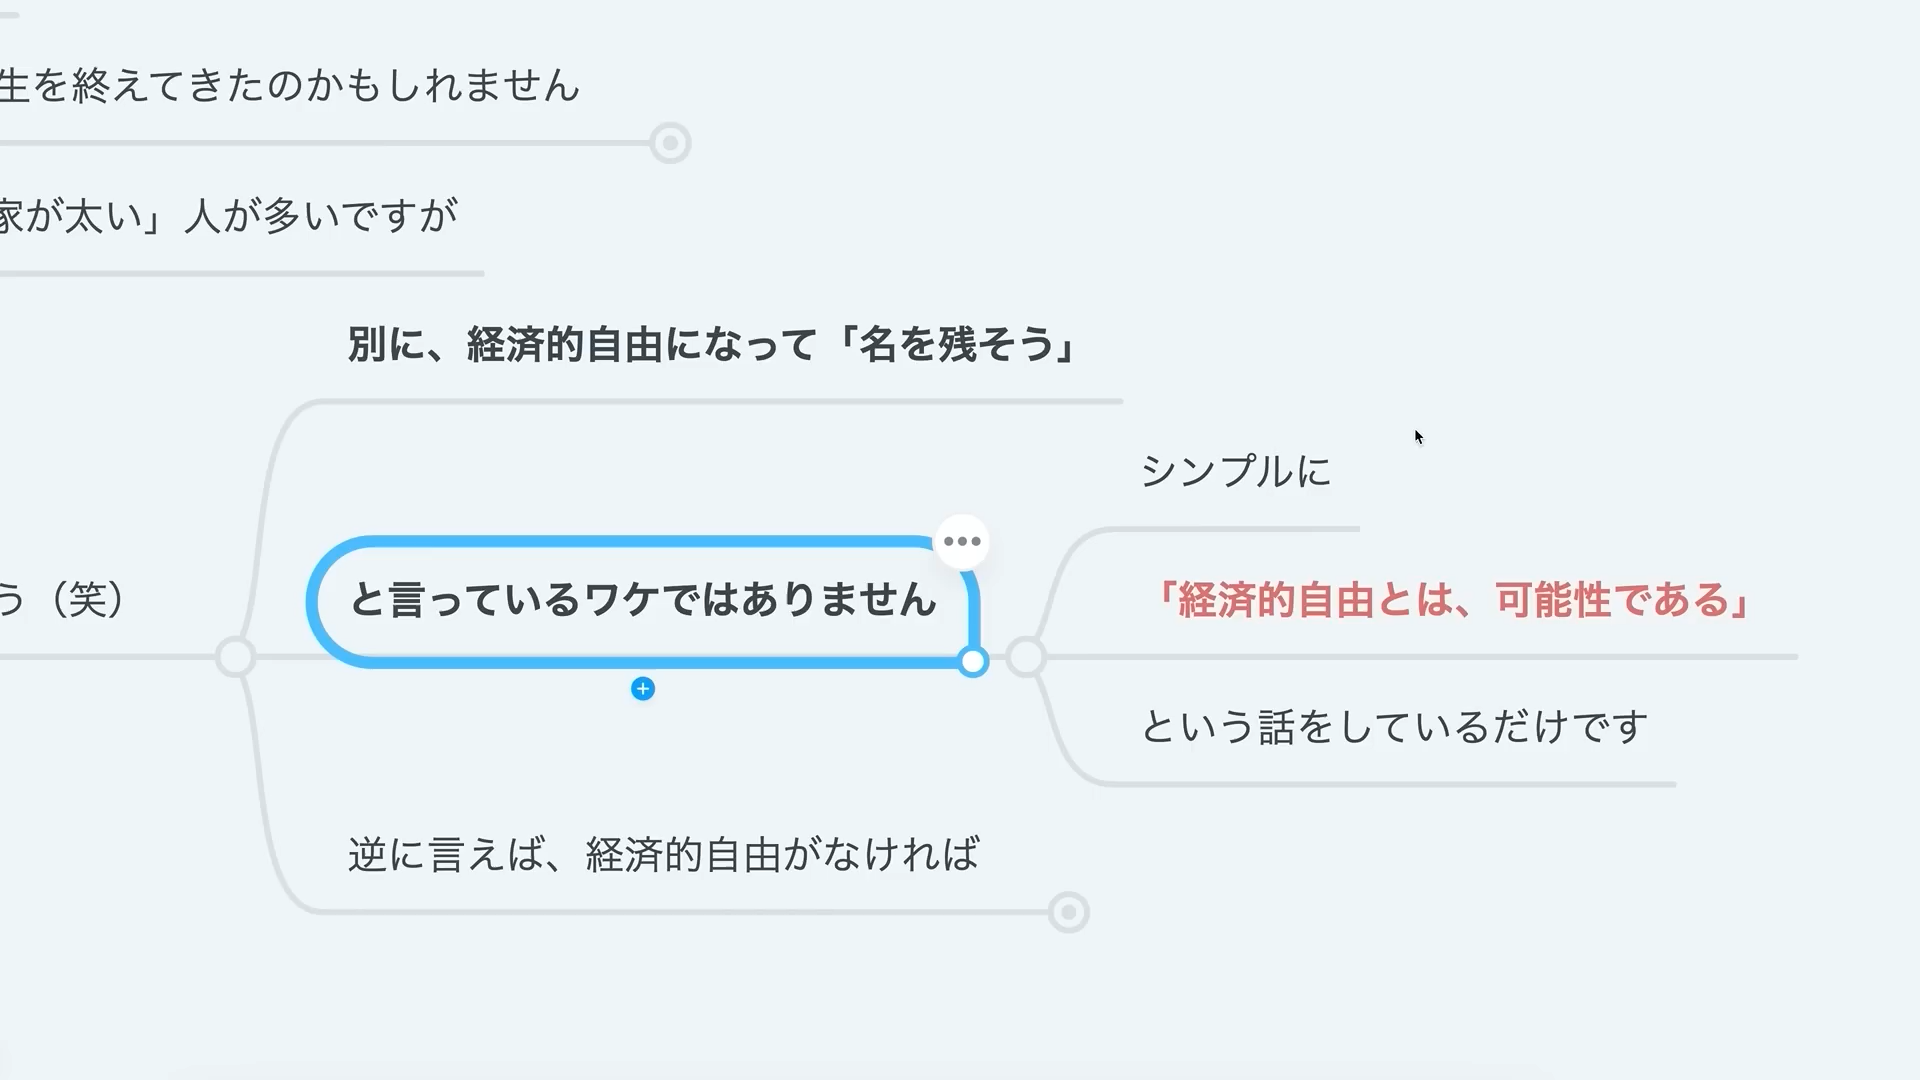 生を終えてきたのかもしれません
家が太い」人が多いですが
別に、経済的自由になって「名を残そう」
シンプルに
う（笑）
と言っているワケではありません
「経済的自由とは、可能性である」
という話をしているだけです
逆に言えば、経済的自由がなければ